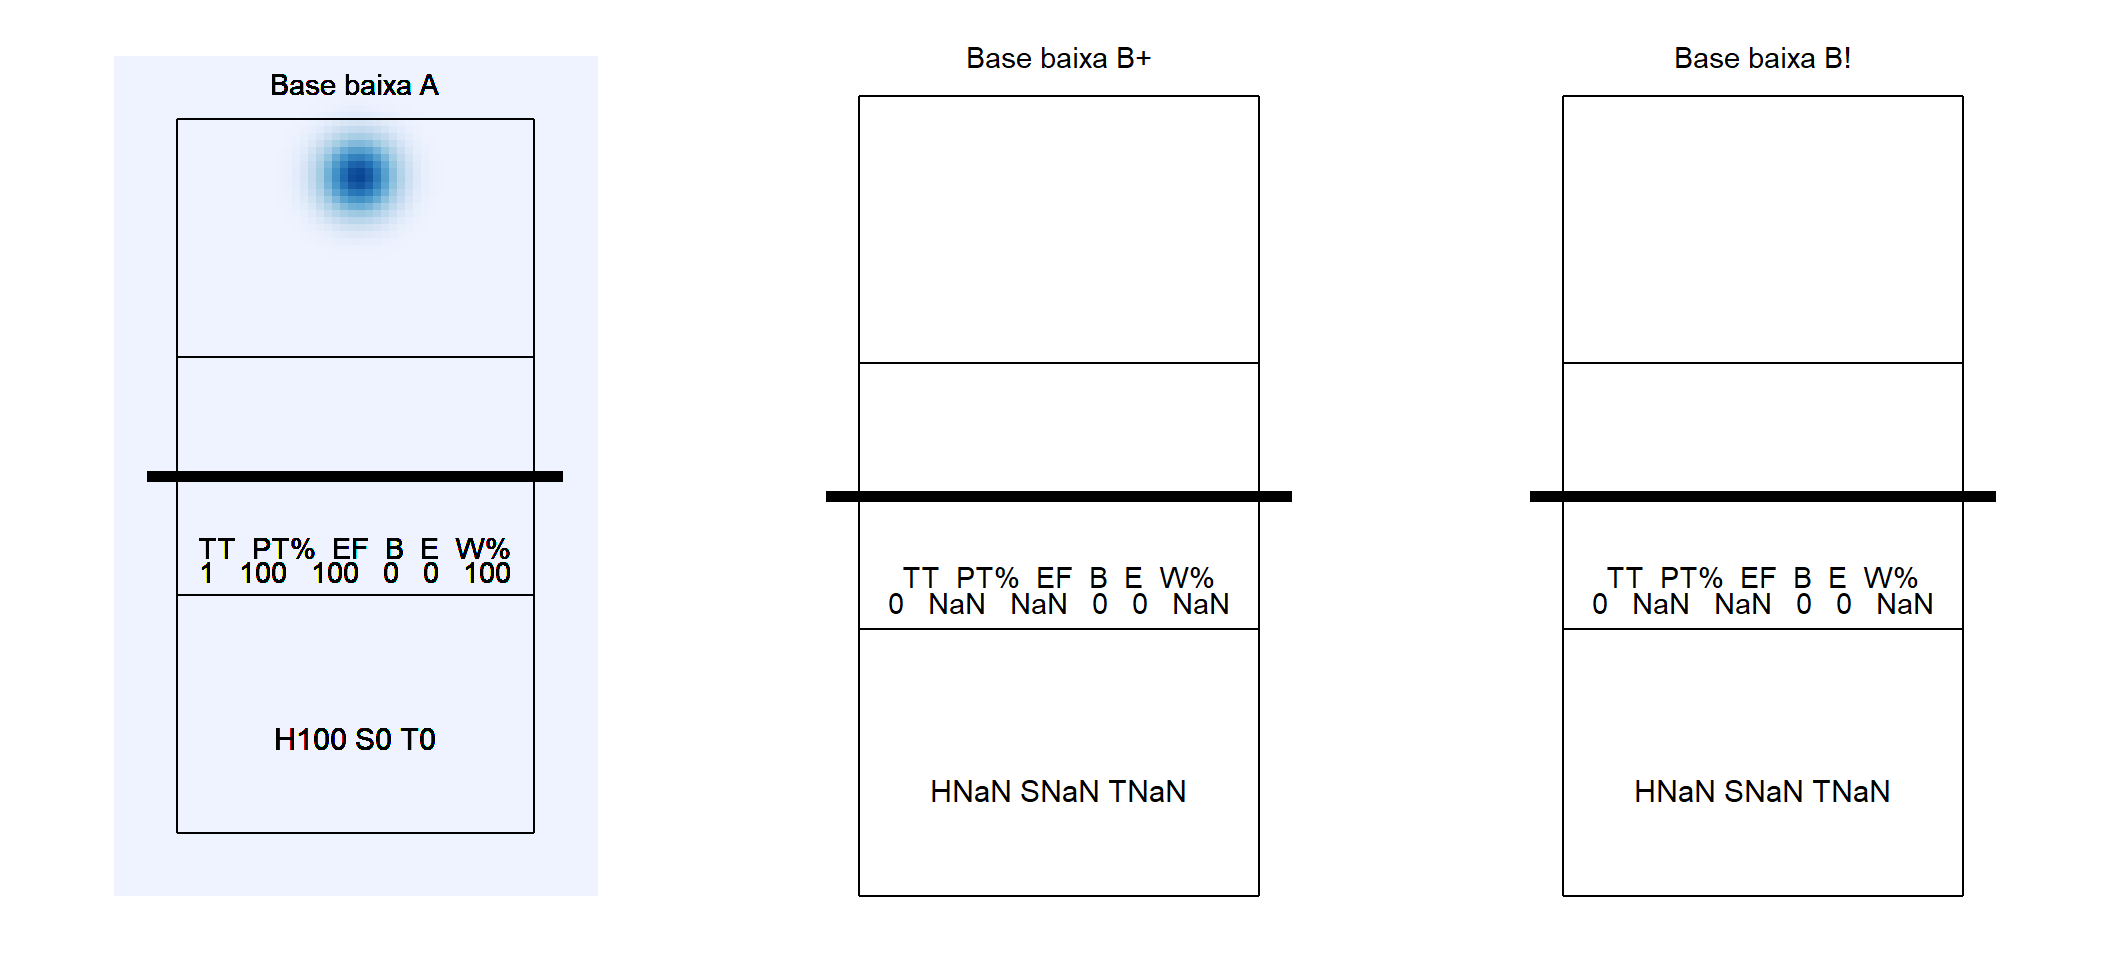 Base baixa A
TT PT% EF B E W%
1 100 100 0 0 100
H100 S0 T0
Base baixa B+
TT PT% EF B E W%
0 NaN NaN 0 0 NaN
HNaN SNaN TNaN
Base baixa B!
TT PT% EF B E W%
0 NaN NaN 0 0 NaN
HNaN SNaN TNaN